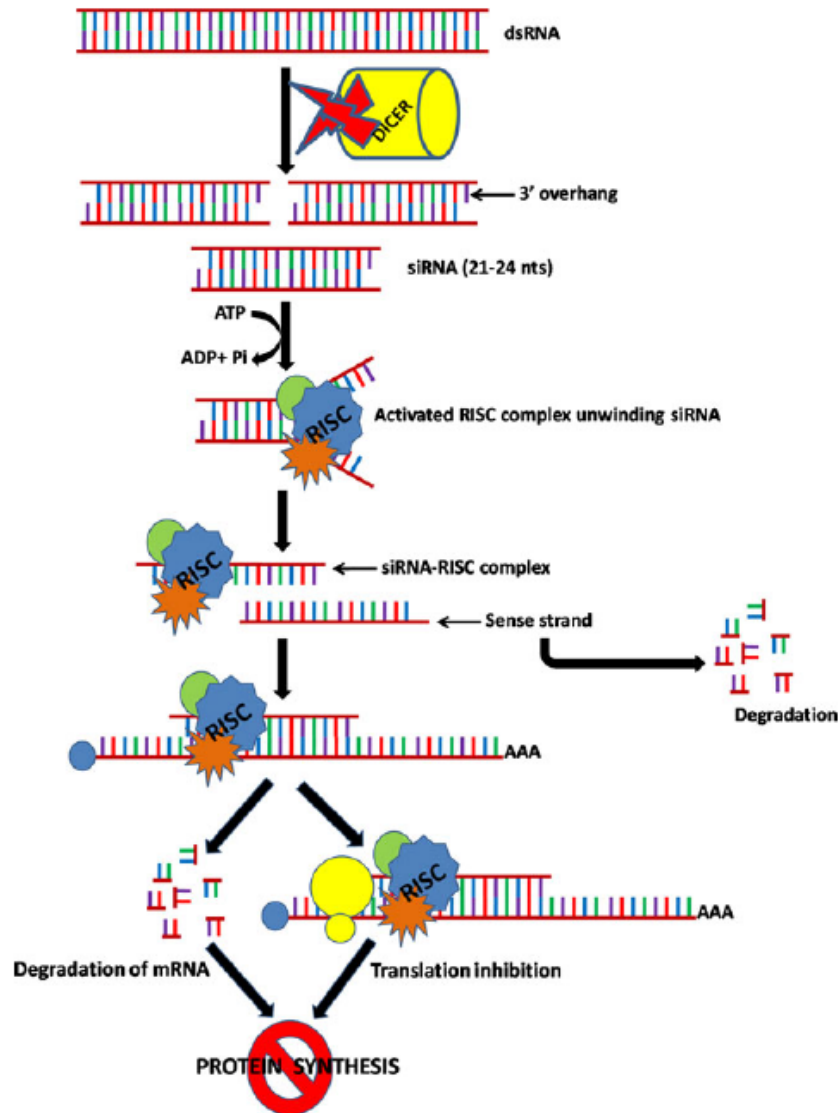 dsRNA
DICER
3' overhang
siRNA (21-24 nts)
ATP
ADP+ Pi
RISC
Activated RISC complex unwinding siRNA
RISC
siRNA-RISC complex
Sense strand
Degradation
RISC
AAA
RISC
AAA
Degradation of mRNA
Translation inhibition
PROTEIN SYNTHESIS